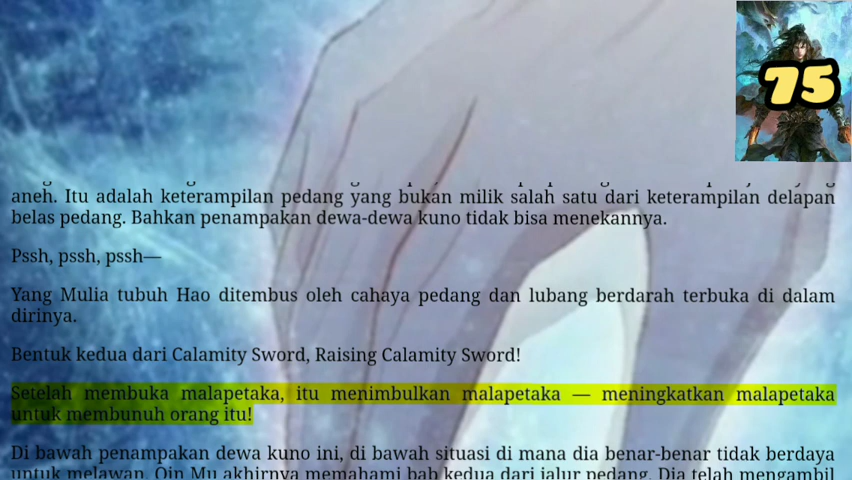 75
aneh. Itu adalah keterampilan pedang yang bukan milik salah satu dari keterampilan delapan
belas pedang. Bahkan penampakan dewa-dewa kuno tidak bisa menekannya.
Pssh, pssh, pssh—
Yang Mulia tubuh Hao ditembus oleh cahaya pedang dan lubang berdarah terbuka di dalam
dirinya.
Bentuk kedua dari Calamity Sword, Raising Calamity Sword!
Setelah membuka malapetaka, itu menimbulkan malapetaka — meningkatkan malapetaka
untuk membunuh orang itu!
Di bawah penampakan dewa kuno ini, di bawah situasi di mana dia benar-benar tidak berdaya
untuk melawan, Qin Mu akhirnya memahami bab kedua dari jalur pedang. Dia telah mengambil